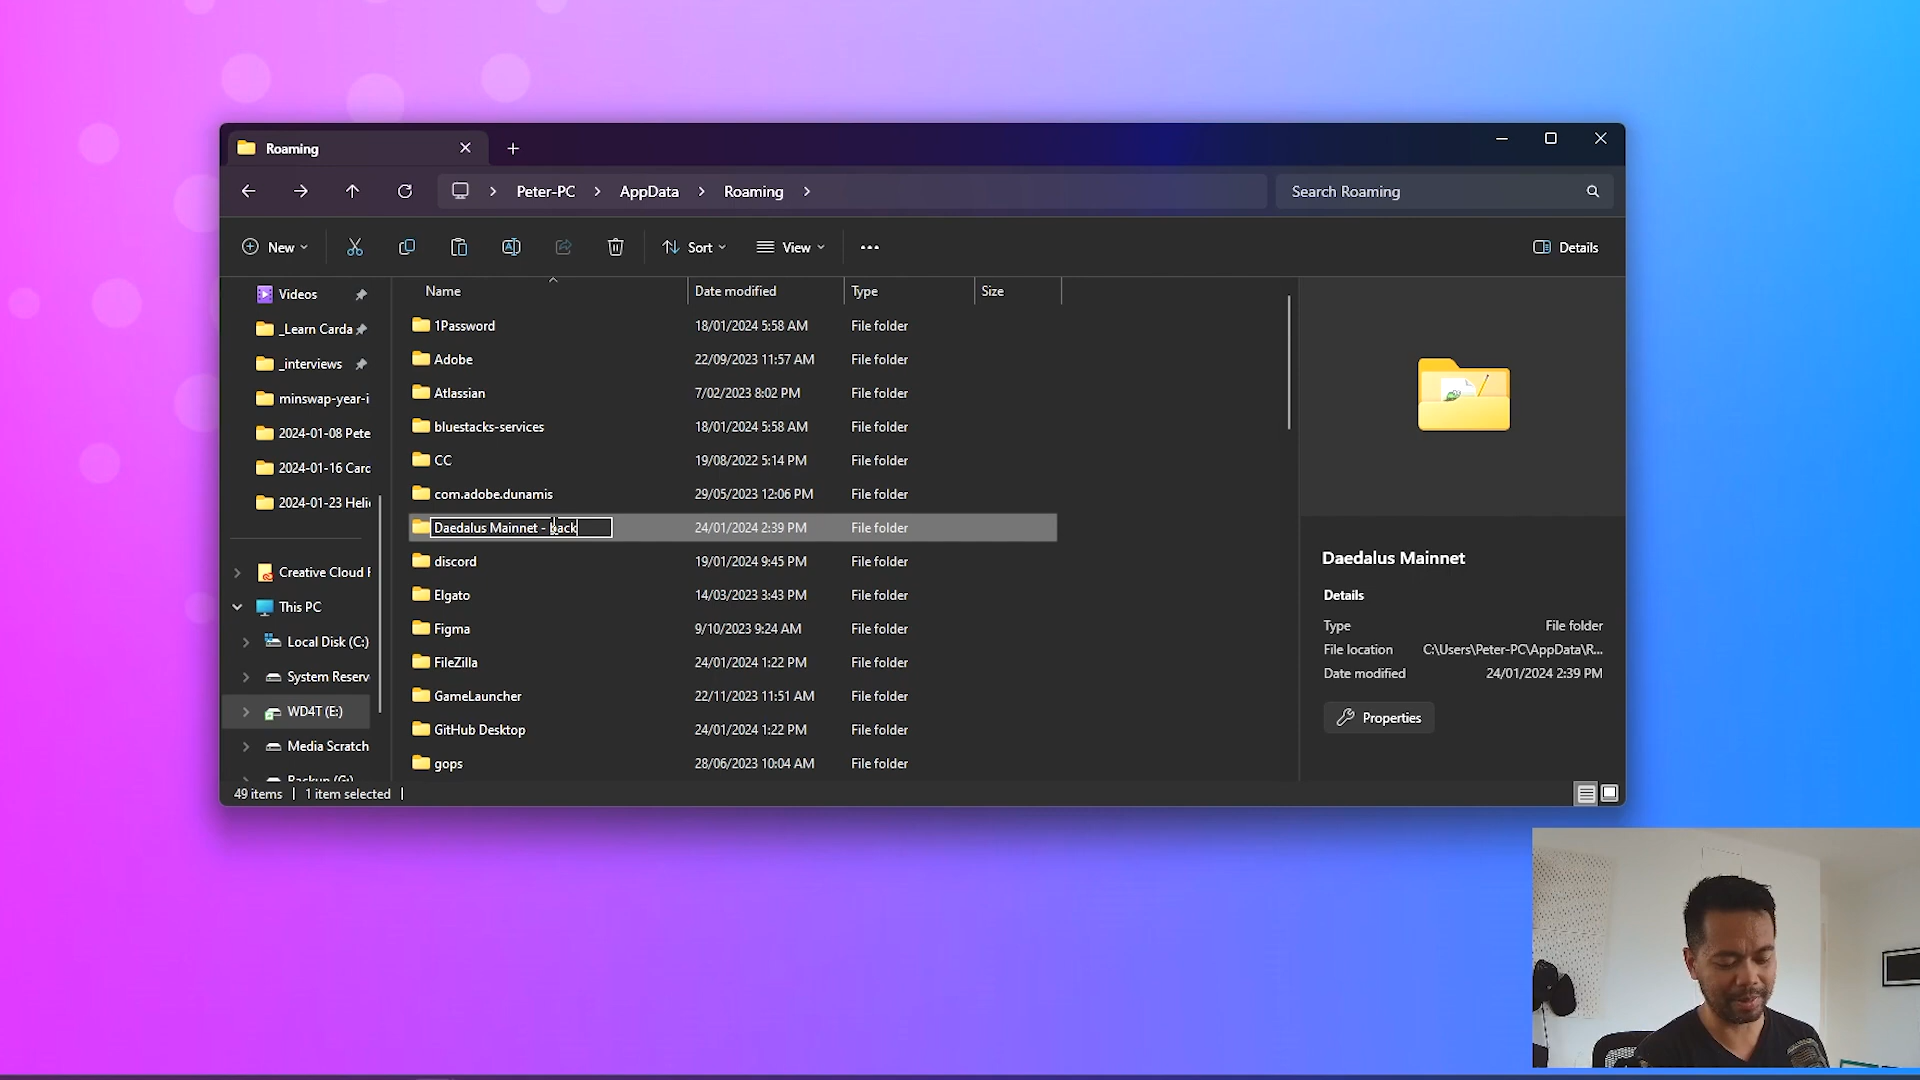 Roaming
Peter-PC
AppData
Roaming
Search Roaming
New
Sort
View
Details
Name
Date modified
Type
Size
Videos
_Learn Carda
_interviews
minswap-year-i
2024-01-08 Pete
2024-01-16 Carc
2024-01-23 Heli
Creative Cloud F
This PC
Local Disk (C:)
System Reserv
WD4T (E:)
Media Scratch
Backup (G:)
1Password 18/01/2024 5:58 AM File folder
Adobe 22/09/2023 11:57 AM File folder
Atlassian 7/02/2023 8:02 PM File folder
bluestacks-services 18/01/2024 5:58 AM File folder
CC 19/08/2022 5:14 PM File folder
com.adobe.dunamis 29/05/2023 12:06 PM File folder
Daedalus Mainnet - back 24/01/2024 2:39 PM File folder
discord 19/01/2024 9:45 PM File folder
Elgato 14/03/2023 3:43 PM File folder
Figma 9/10/2023 9:24 AM File folder
FileZilla 24/01/2024 1:22 PM File folder
GameLauncher 22/11/2023 11:51 AM File folder
GitHub Desktop 24/01/2024 1:22 PM File folder
gops 28/06/2023 10:04 AM File folder
Daedalus Mainnet
Details
Type File folder
File location C:\Users\Peter-PC\AppData\R...
Date modified 24/01/2024 2:39 PM
Properties
49 items
1 item selected